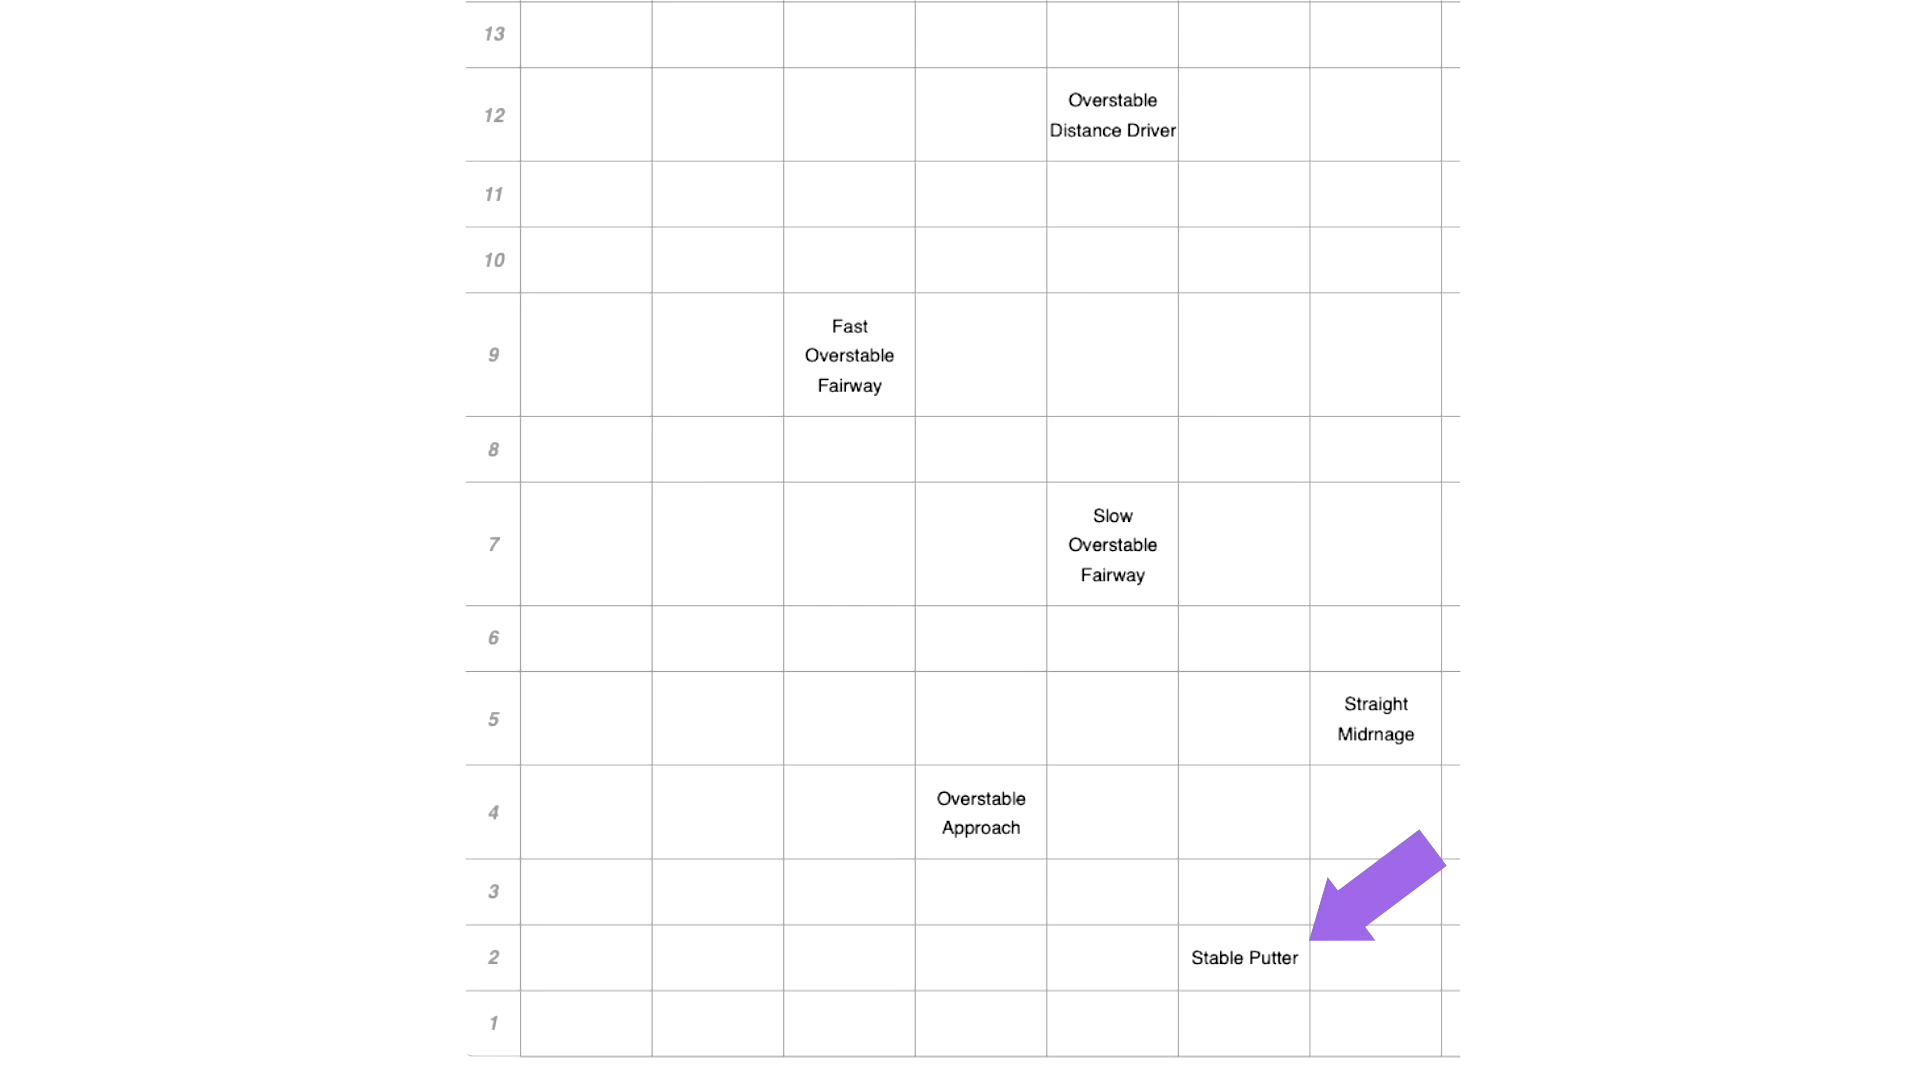 13
12
Overstable
Distance Driver
11
10
9
Fast
Overstable
Fairway
8
7
Slow
Overstable
Fairway
6
5
Straight
Midrnage
4
Overstable
Approach
3
2
Stable Putter
1